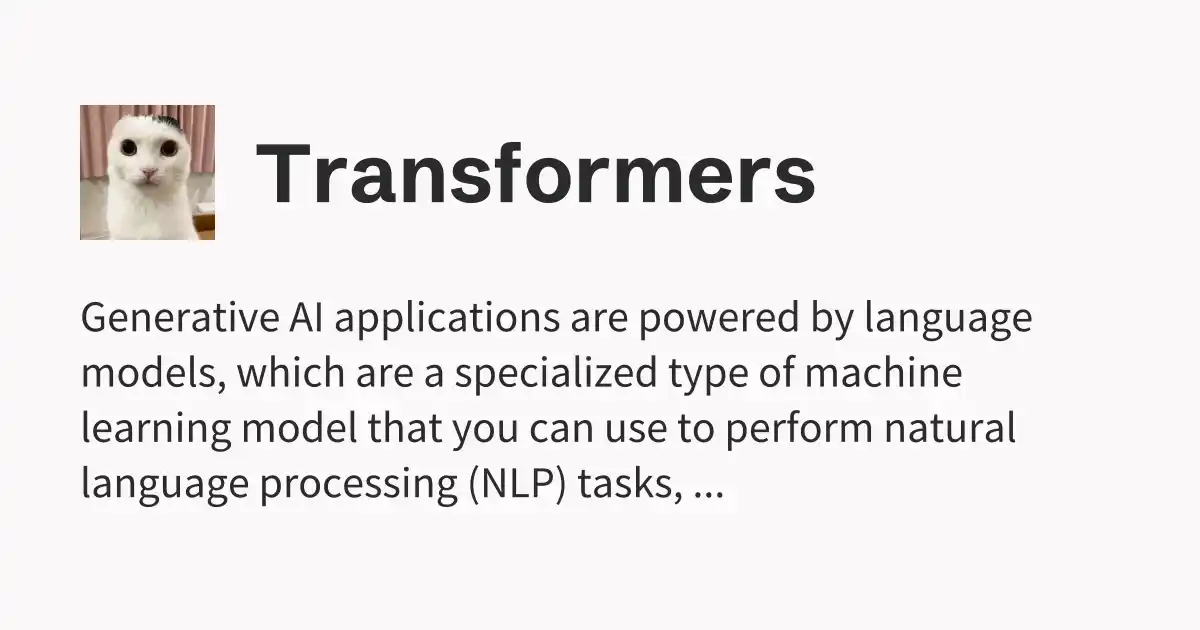 Transformers
Generative AI applications are powered by language
models, which are a specialized type of machine
learning model that you can use to perform natural
language processing (NLP) tasks, ...